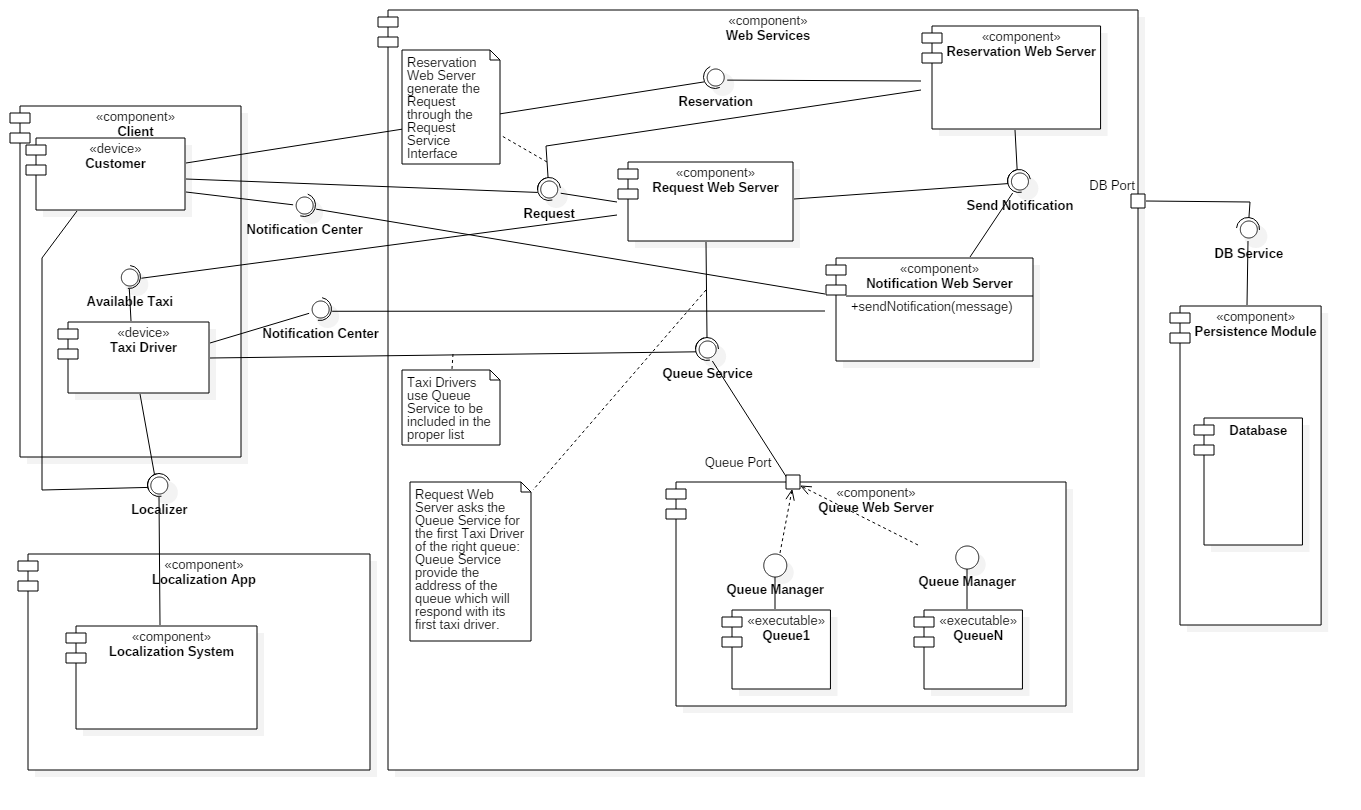 «component»
Web Services
«component»
Reservation Web Server
Reservation
Web Server
generate the
Request
through the
Request
Service
Interface
Reservation
«component»
Client
«device»
Customer
«component»
Request Web Server
Request
Send Notification
DB Port
Notification Center
DB Service
«component»
Notification Web Server
+sendNotification(message)
Available Taxi
Notification Center
«device»
Taxi Driver
«component»
Persistence Module
Queue Service
Taxi Drivers
use Queue
Service to be
included in the
proper list
Database
Queue Port
«component»
Queue Web Server
Request Web
Server asks the
Queue Service for
the first Taxi Driver
of the right queue:
Queue Service
provide the
address of the
queue which will
respond with its
first taxi driver.
Localizer
«component»
Localization App
Queue Manager
Queue Manager
«executable»
Queue1
«executable»
QueueN
«component»
Localization System